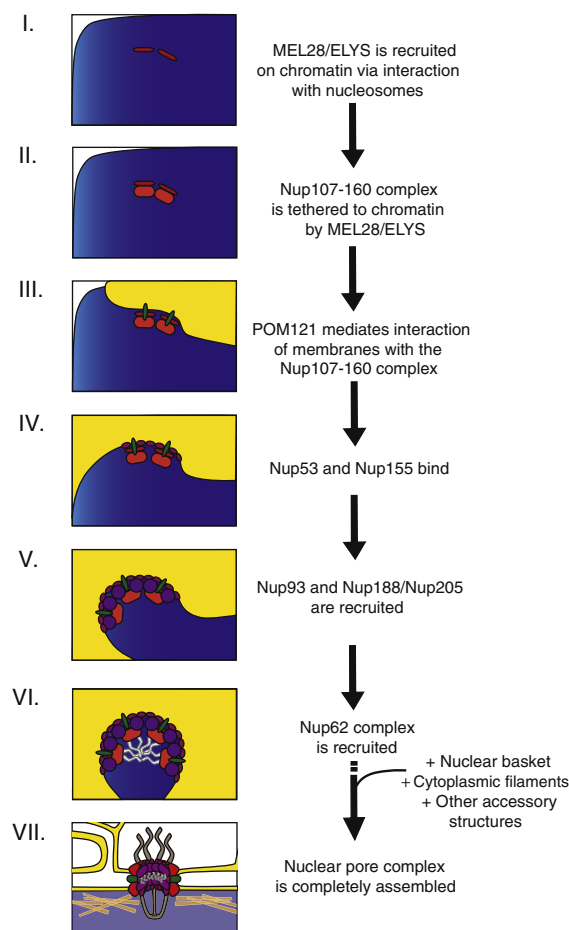 I.
MEL28/ELYS is recruited
on chromatin via interaction
with nucleosomes
II.
Nup107-160 complex
is tethered to chromatin
by MEL28/ELYS
III.
POM121 mediates interaction
of membranes with the
Nup107-160 complex
IV.
Nup53 and Nup155 bind
V.
Nup93 and Nup188/Nup205
are recruited
VI.
Nup62 complex
is recruited
+ Nuclear basket
+ Cytoplasmic filaments
+ Other accessory
structures
VII.
Nuclear pore complex
is completely assembled